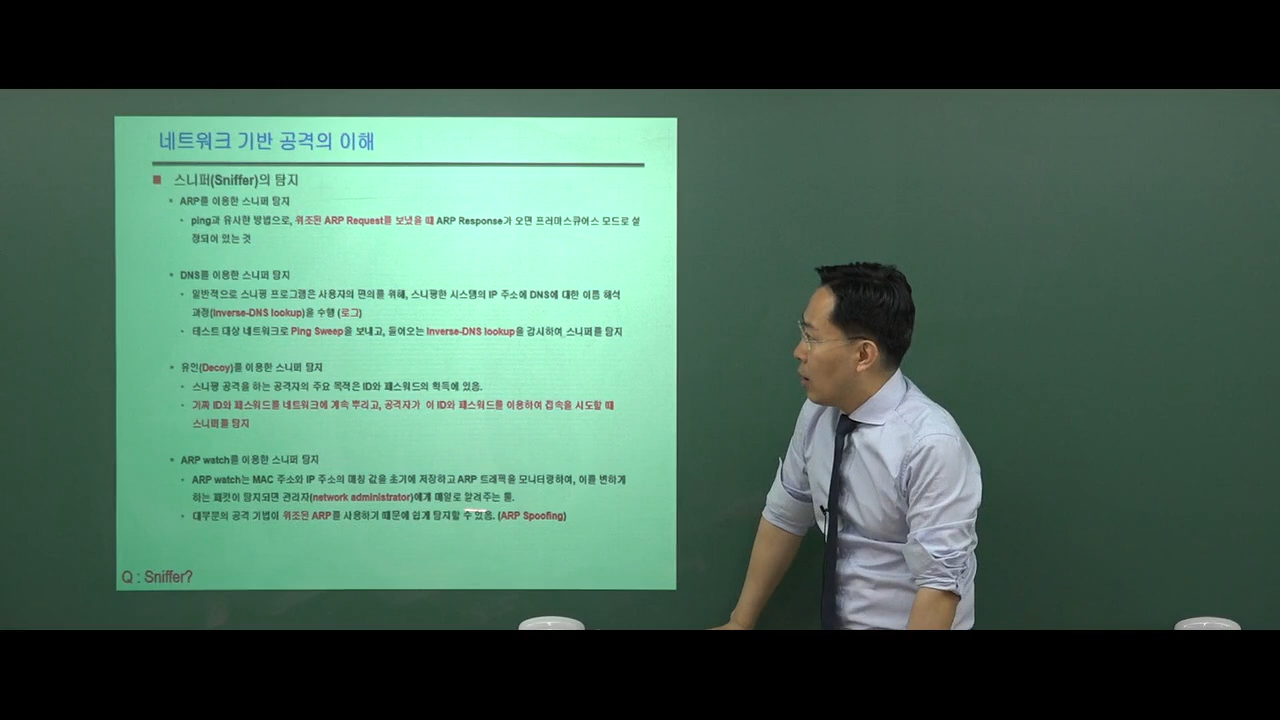 네트워크 기반 공격의 이해
스니퍼(Sniffer)의 탐지
ARP를 이용한 스니퍼 탐지
ping과 유사한 방법으로, 위조된 ARP Request를 보냈을 때 ARP Response가 오면 프러미스큐어스 모드로 설
정되어 있는 것
DNS를 이용한 스니퍼 탐지
일반적으로 스니핑 프로그램은 사용자의 편의를 위해, 스니핑한 시스템의 IP 주소에 DNS에 대한 이름 해석
과정(Inverse-DNS lookup)을 수행 (로그)
테스트 대상 네트워크로 Ping Sweep을 보내고, 들어오는 Inverse-DNS lookup을 감시하여 스니퍼를 탐지
유인(Decoy)를 이용한 스니퍼 탐지
스니핑 공격을 하는 공격자의 주요 목적은 ID와 패스워드의 획득에 있음.
가짜 ID와 패스워드를 네트워크에 계속 뿌리고, 공격자가 이 ID와 패스워드를 이용하여 접속을 시도할 때
스니퍼를 탐지
ARP watch를 이용한 스니퍼 탐지
ARP watch는 MAC 주소와 IP 주소의 매칭 값을 초기에 저장하고 ARP 트래픽을 모니터링하여, 이를 변하게
하는 패킷이 탐지되면 관리자(network administrator)에게 메일로 알려주는 툴.
대부분의 공격 기법이 위조된 ARP를 사용하기 때문에 쉽게 탐지할 수 있음. (ARP Spoofing)
Q : Sniffer?